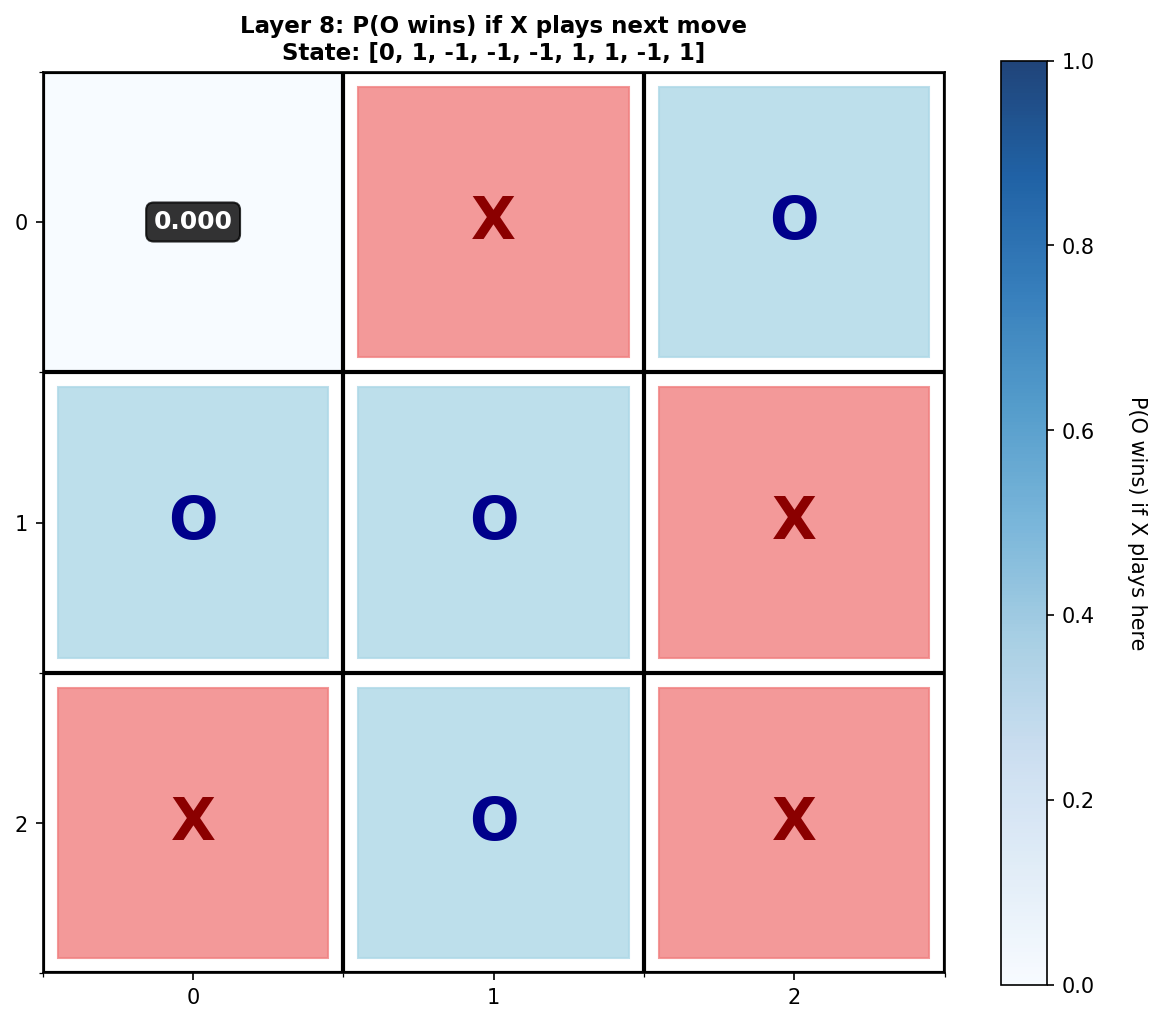 Layer 8: P(O wins) if X plays next move
State: [0, 1, -1, -1, -1, 1, 1, -1, 1]
0.000
X
O
O
O
X
X
O
X
0
1
2
0
1
2
1.0
0.8
0.6
0.4
0.2
0.0
P(O wins) if X plays here